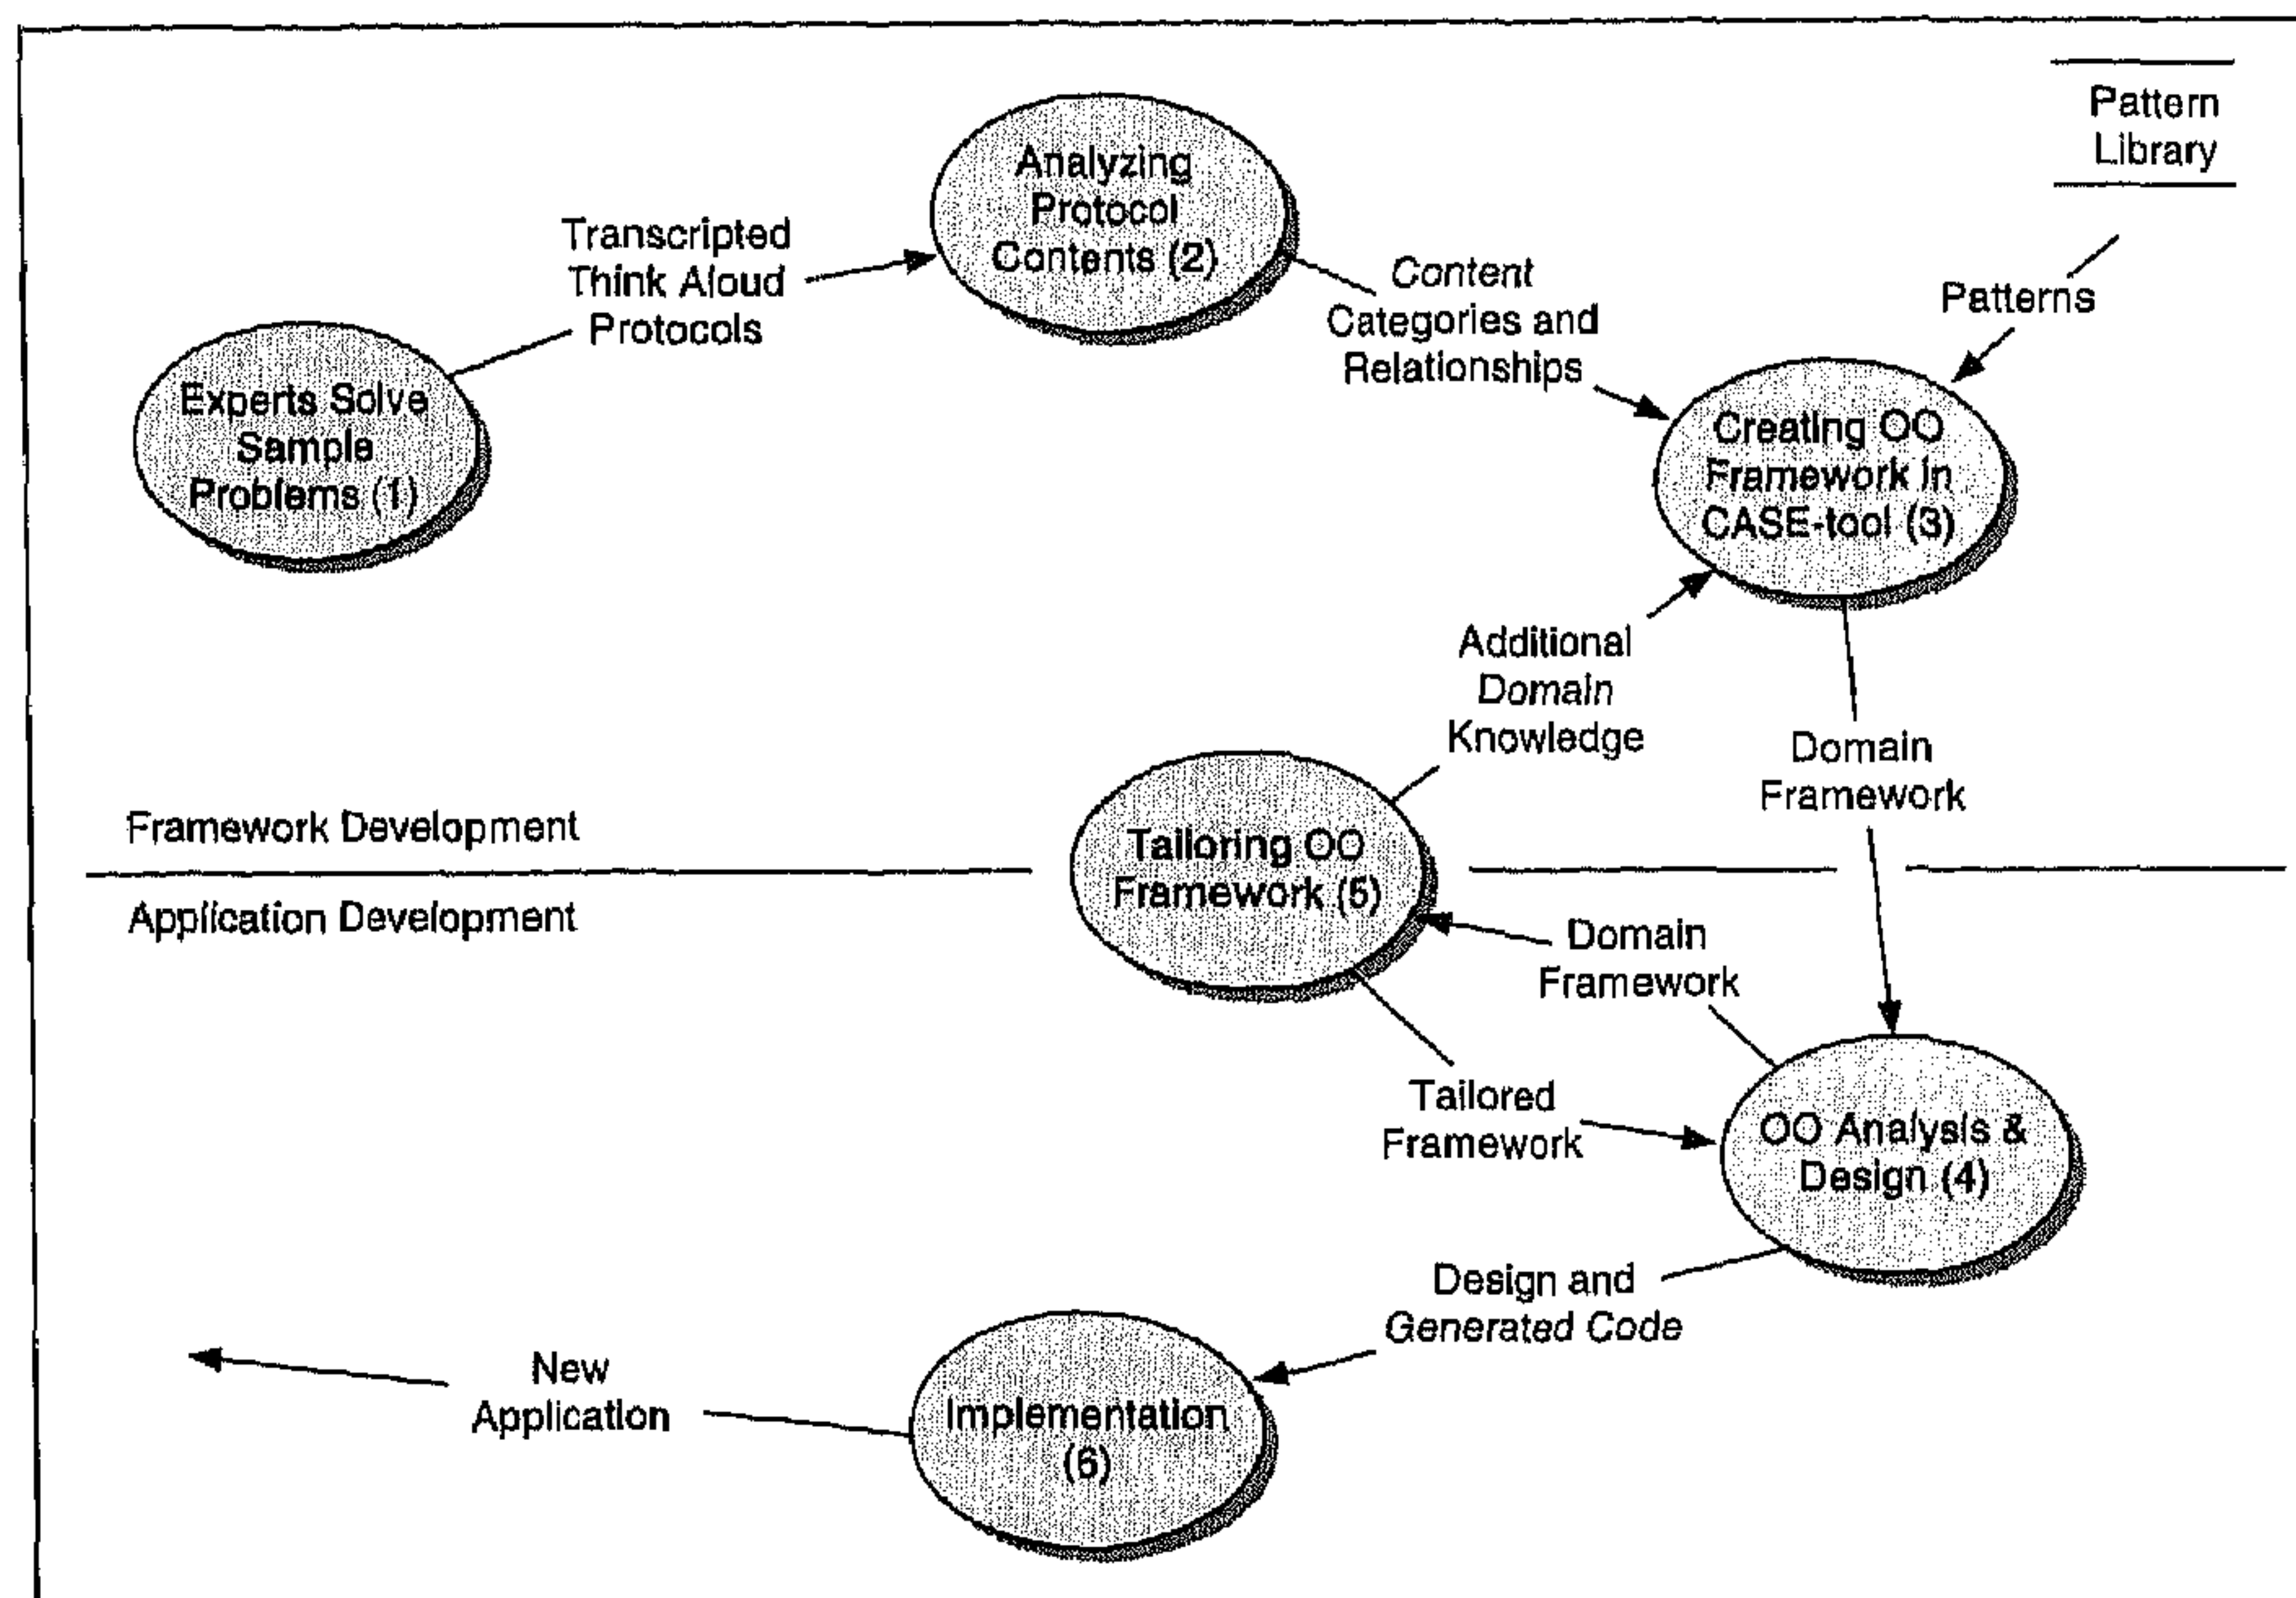 Pattern
Library
Analyzing
Protocol
Contents (2)
Transcripted
Think Aloud
Protocols
Content
Categories and
Relationships
Patterns
Experts Solve
Sample
Problems (1)
Creating OO
Framework in
CASE-tool (3)
Additional
Domain
Knowledge
Domain
Framework
Framework Development
Tailoring OO
Framework (5)
Application Development
Domain
Framework
Tailored
Framework
OO Analysis &
Design (4)
Design and
Generated Code
New
Application
Implementation
(6)